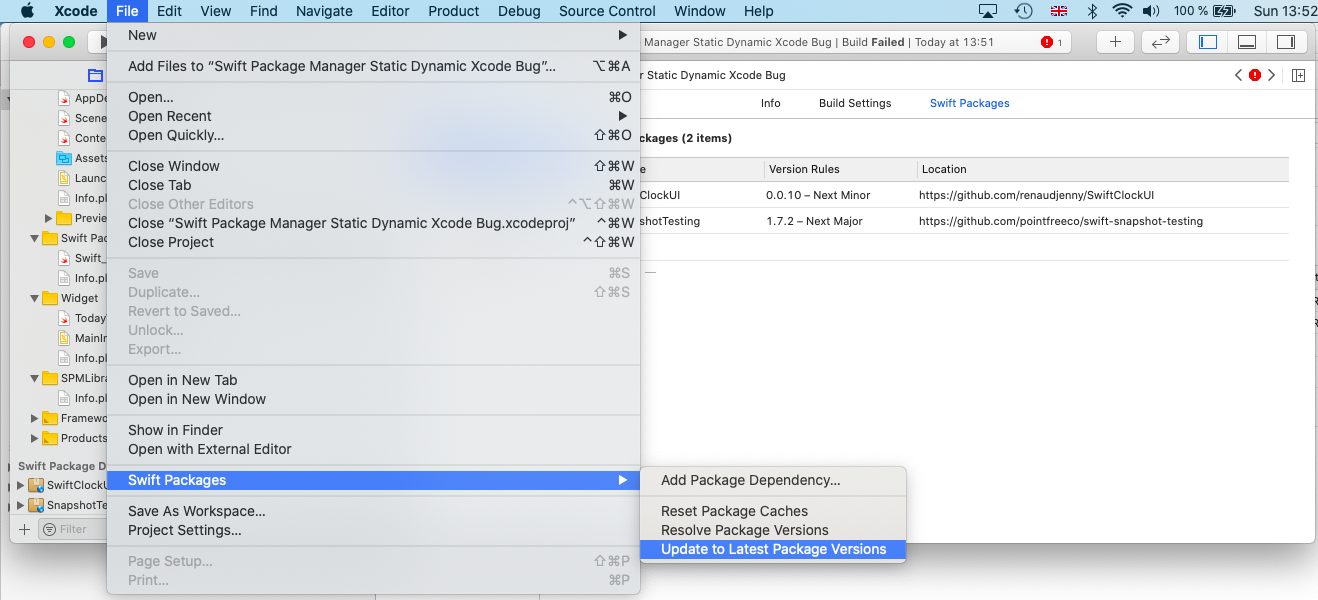 Xcode File Edit View Find Navigate Editor Product Debug Source Control Window Help 100 % Sun 13:52
Manager Static Dynamic Xcode Bug | Build Failed | Today at 13:51 1
r Static Dynamic Xcode Bug
Info Build Settings Swift Packages
ckages (2 items)
e Version Rules Location
ClockUI 0.0.10 – Next Minor https://github.com/renaudjenny/SwiftClockUI
shotTesting 1.7.2 – Next Major https://github.com/pointfreeco/swift-snapshot-testing
AppDe
Scene
Conte
Assets
Launc
Info.pl
Previe
Swift Pac
Swift_
Info.pl
Widget
Today
MainIn
Info.pl
SPMLibra
Info.pl
Framewo
Products
Swift Package D
SwiftClockU
SnapshotTe
Filter
New
Add Files to “Swift Package Manager Static Dynamic Xcode Bug”... ⌥⌘A
Open... ⌘O
Open Recent
Open Quickly... ⇧⌘O
Close Window ⇧⌘W
Close Tab ⌘W
Close Other Editors ^⌥⇧⌘W
Close “Swift Package Manager Static Dynamic Xcode Bug.xcodeproj” ^⌘W
Close Project ^⇧⌘W
Save ⌘S
Duplicate... ⇧⌘S
Revert to Saved...
Unlock...
Export...
Open in New Tab
Open in New Window
Show in Finder
Open with External Editor
Swift Packages
Save As Workspace...
Project Settings...
Page Setup... ⇧⌘P
Print... ⌘P
Add Package Dependency...
Reset Package Caches
Resolve Package Versions
Update to Latest Package Versions